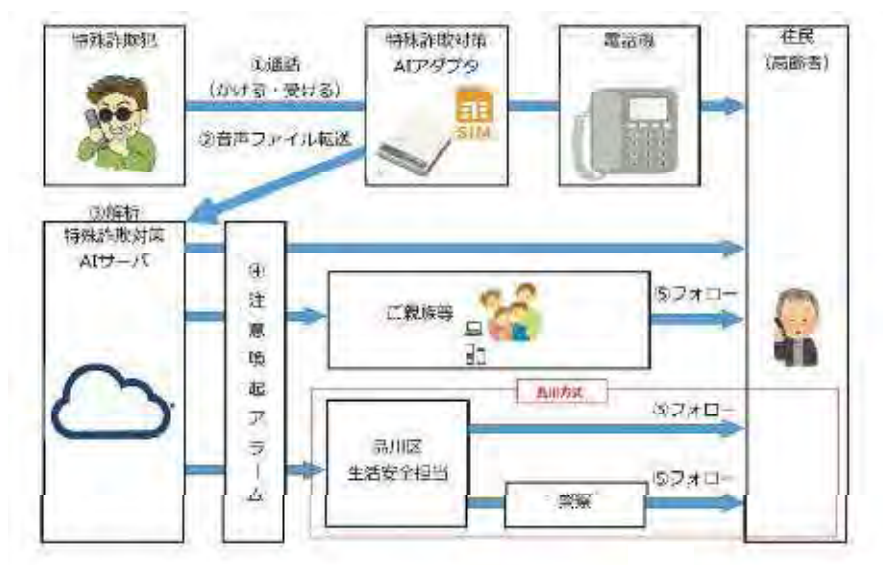 特殊詐欺犯
①通話
(かける・受ける)
②音声ファイル転送
特殊詐欺対策
AIアダプタ
SIM
電話機
住民
(高齢者)
③解析
特殊詐欺対策
AIサーバ
④注意喚起アラーム
ご親族等
⑤フォロー
品川方式
品川区
生活安全担当
⑤フォロー
警察
⑤フォロー